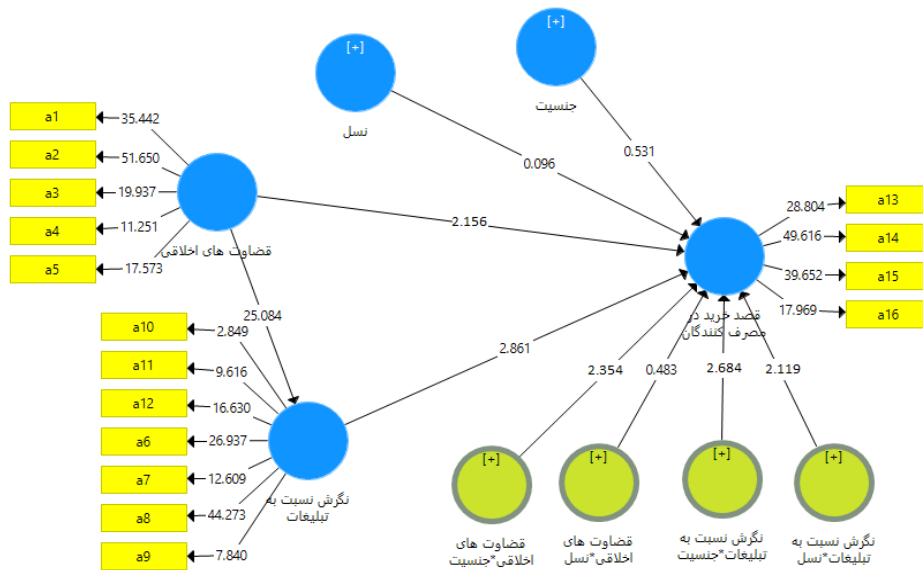 [+]
جنسیت
[+]
نسل
0.531
0.096
a1
35.442
a2
51.650
a3
19.937
a4
11.251
a5
17.573
قضاوت های اخلاقی
2.156
25.084
a13
28.804
a14
49.616
a15
39.652
a16
17.969
قصد خرید در
مصرف کنندگان
a10
2.849
a11
9.616
a12
16.630
a6
26.937
a7
12.609
a8
44.273
a9
7.840
نگرش نسبت به
تبلیغات
2.861
2.354
0.483
2.684
2.119
[+]
قضاوت های
اخلاقی*جنسیت
[+]
قضاوت های
اخلاقی*نسل
[+]
نگرش نسبت به
تبلیغات*جنسیت
[+]
نگرش نسبت به
تبلیغات*نسل